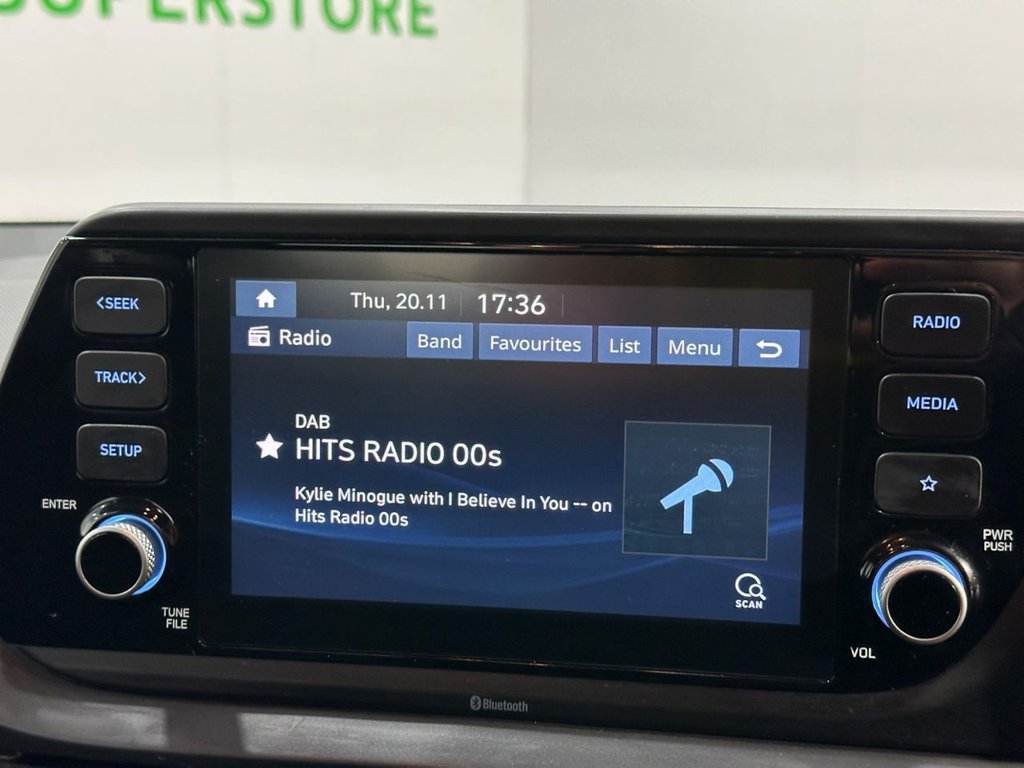 SUPERSTORE
<SEEK
TRACK>
SETUP
ENTER
TUNE
FILE
Thu, 20.11 17:36
Radio Band Favourites List Menu
DAB
HITS RADIO 00s
Kylie Minogue with I Believe In You -- on
Hits Radio 00s
SCAN
RADIO
MEDIA
PWR
PUSH
VOL
Bluetooth